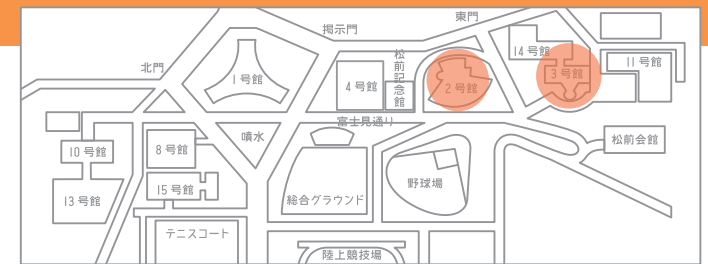 東門
掲示門
北門
14号館
11号館
3号館
1号館
4号館
松前記念館
2号館
富士見通り
噴水
松前会館
10号館
8号館
15号館
13号館
総合グラウンド
野球場
テニスコート
陸上競技場